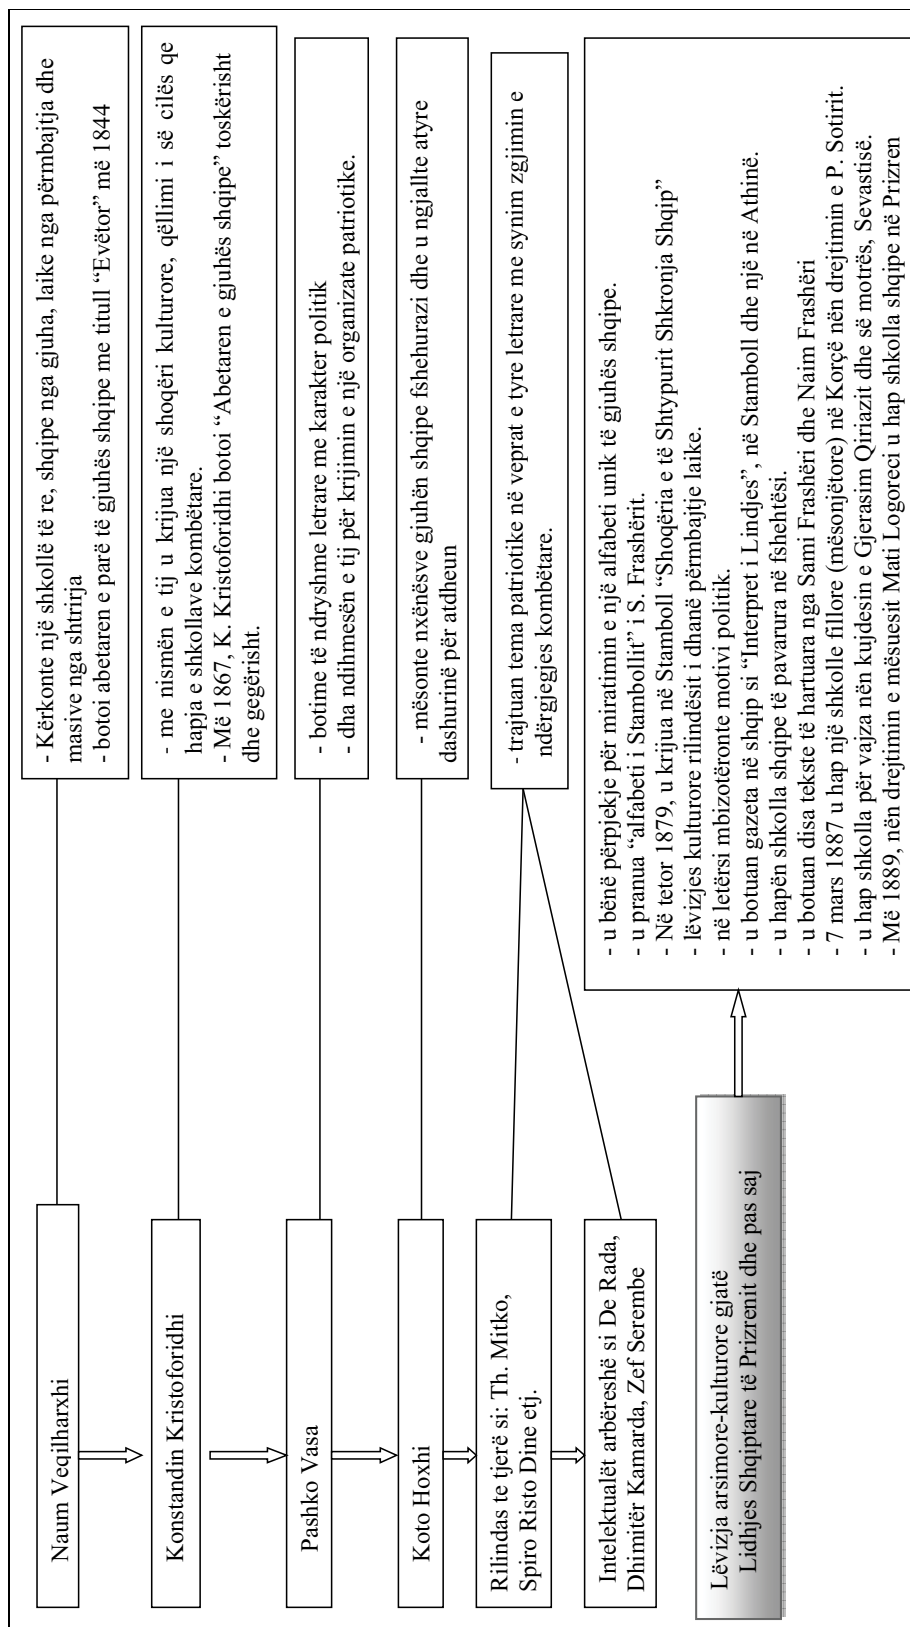 Naum Veqilharxhi
- Kërkonte një shkollë të re, shqipe nga gjuha, laike nga përmbajtja dhe
masive nga shtrirja
- botoi abetaren e parë të gjuhës shqipe me titull “Evëtor” më 1844
Konstandin Kristoforidhi
- me nismën e tij u krijua një shoqëri kulturore, qëllimi i së cilës qe
hapja e shkollave kombëtare.
- Më 1867, K. Kristoforidhi botoi “Abetaren e gjuhës shqipe” toskërisht
dhe gegërisht.
Pashko Vasa
- botime të ndryshme letrare me karakter politik
- dha ndihmesën e tij për krijimin e një organizate patriotike.
Koto Hoxhi
- mësonte nxënësve gjuhën shqipe fshehurazi dhe u ngjallte atyre
dashurinë për atdheun
Rilindas te tjerë si: Th. Mitko,
Spiro Risto Dine etj.
- trajtuan tema patriotike në veprat e tyre letrare me synim zgjimin e
ndërgjegjes kombëtare.
Intelektualët arbëreshë si De Rada,
Dhimitër Kamarda, Zef Serembe
Lëvizja arsimore-kulturore gjatë
Lidhjes Shqiptare të Prizrenit dhe pas saj
- u bënë përpjekje për miratimin e një alfabeti unik të gjuhës shqipe.
- u pranua “alfabeti i Stambollit” i S. Frashërit.
- Në tetor 1879, u krijua në Stamboll “Shoqëria e të Shtypurit Shkronja Shqip”
- lëvizjes kulturore rilindësit i dhanë përmbajtje laike.
- në letërsi mbizotëronte motivi politik.
- u botuan gazeta në shqip si “Interpret i Lindjes”, në Stamboll dhe një në Athinë.
- u hapën shkolla shqipe të pavarura në fshehtësi.
- u botuan disa tekste të hartuara nga Sami Frashëri dhe Naim Frashëri
- 7 mars 1887 u hap një shkolle fillore (mësonjëtore) në Korçë nën drejtimin e P. Sotirit.
- u hap shkolla për vajza nën kujdesin e Gjerasim Qiriazit dhe së motrës, Sevastisë.
- Më 1889, nën drejtimin e mësuesit Mati Logoreci u hap shkolla shqipe në Prizren